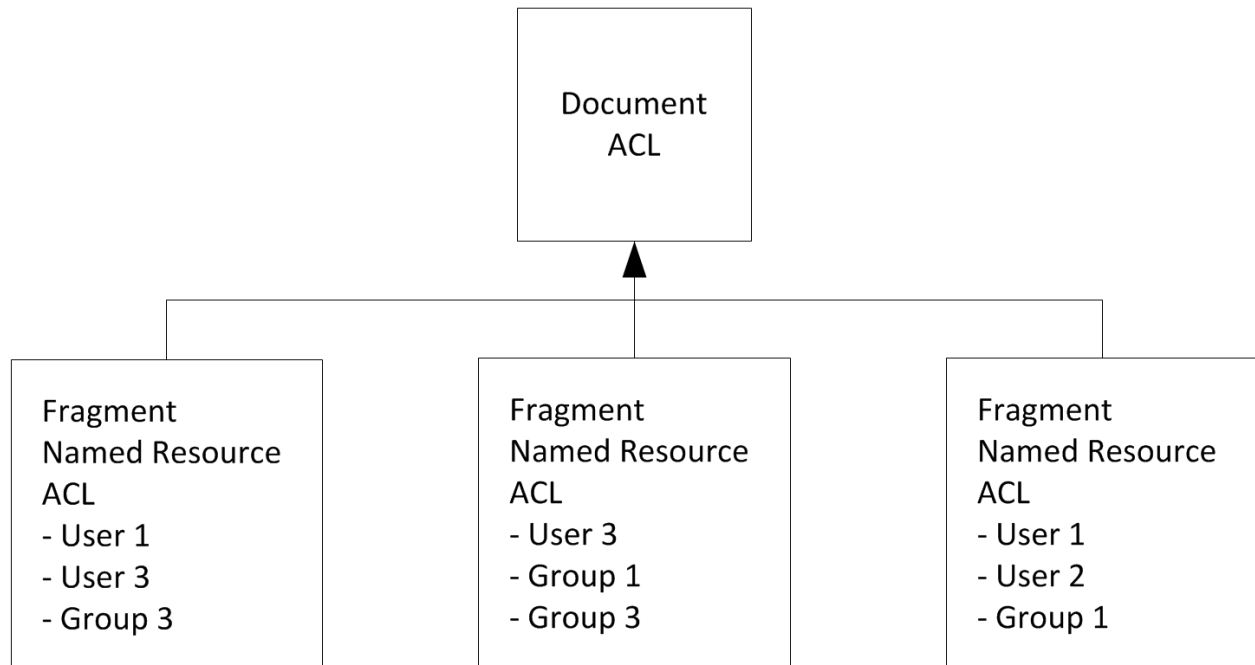 Document
ACL
Fragment
Named Resource
ACL
- User 1
- User 3
- Group 3
Fragment
Named Resource
ACL
- User 3
- Group 1
- Group 3
Fragment
Named Resource
ACL
- User 1
- User 2
- Group 1